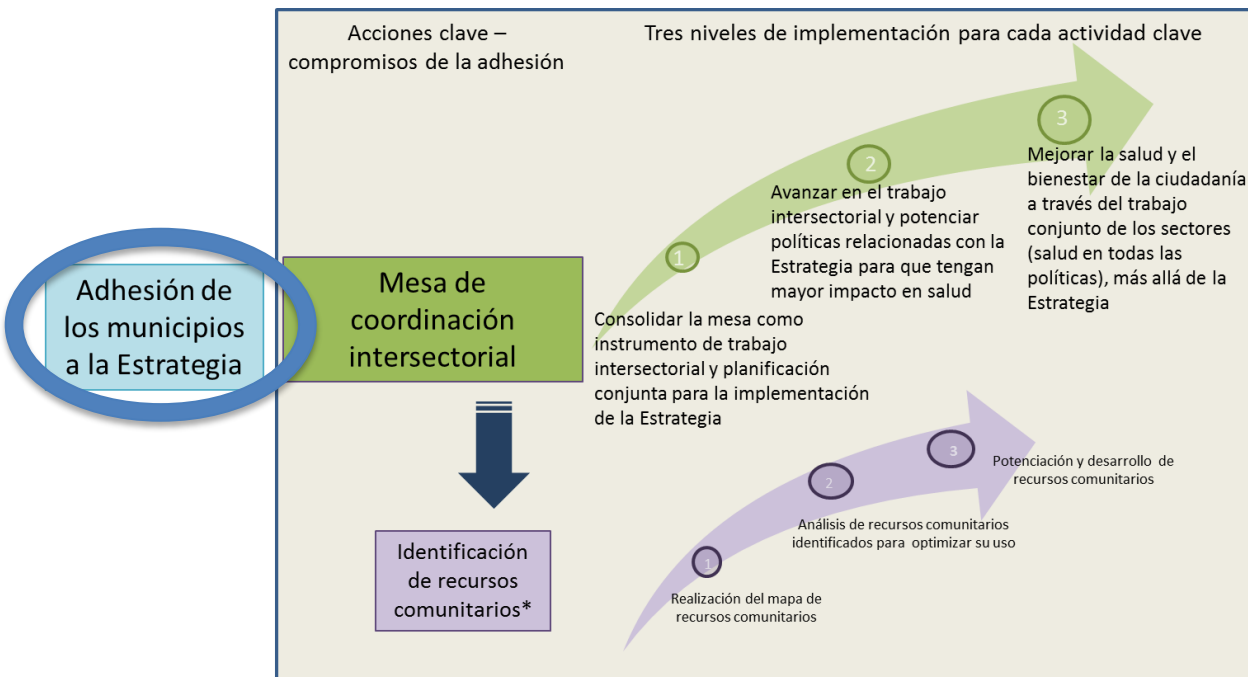 Acciones clave –
compromisos de la adhesión
Tres niveles de implementación para cada actividad clave
Adhesión de
los municipios
a la Estrategia
Mesa de
coordinación
intersectorial
1
Consolidar la mesa como
instrumento de trabajo
intersectorial y planificación
conjunta para la implementación
de la Estrategia
2
Avanzar en el trabajo
intersectorial y potenciar
políticas relacionadas con la
Estrategia para que tengan
mayor impacto en salud
3
Mejorar la salud y el
bienestar de la ciudadanía
a través del trabajo
conjunto de los sectores
(salud en todas las
políticas), más allá de la
Estrategia
Identificación
de recursos
comunitarios*
1
Realización del mapa de
recursos comunitarios
2
Análisis de recursos comunitarios
identificados para optimizar su uso
3
Potenciación y desarrollo de
recursos comunitarios